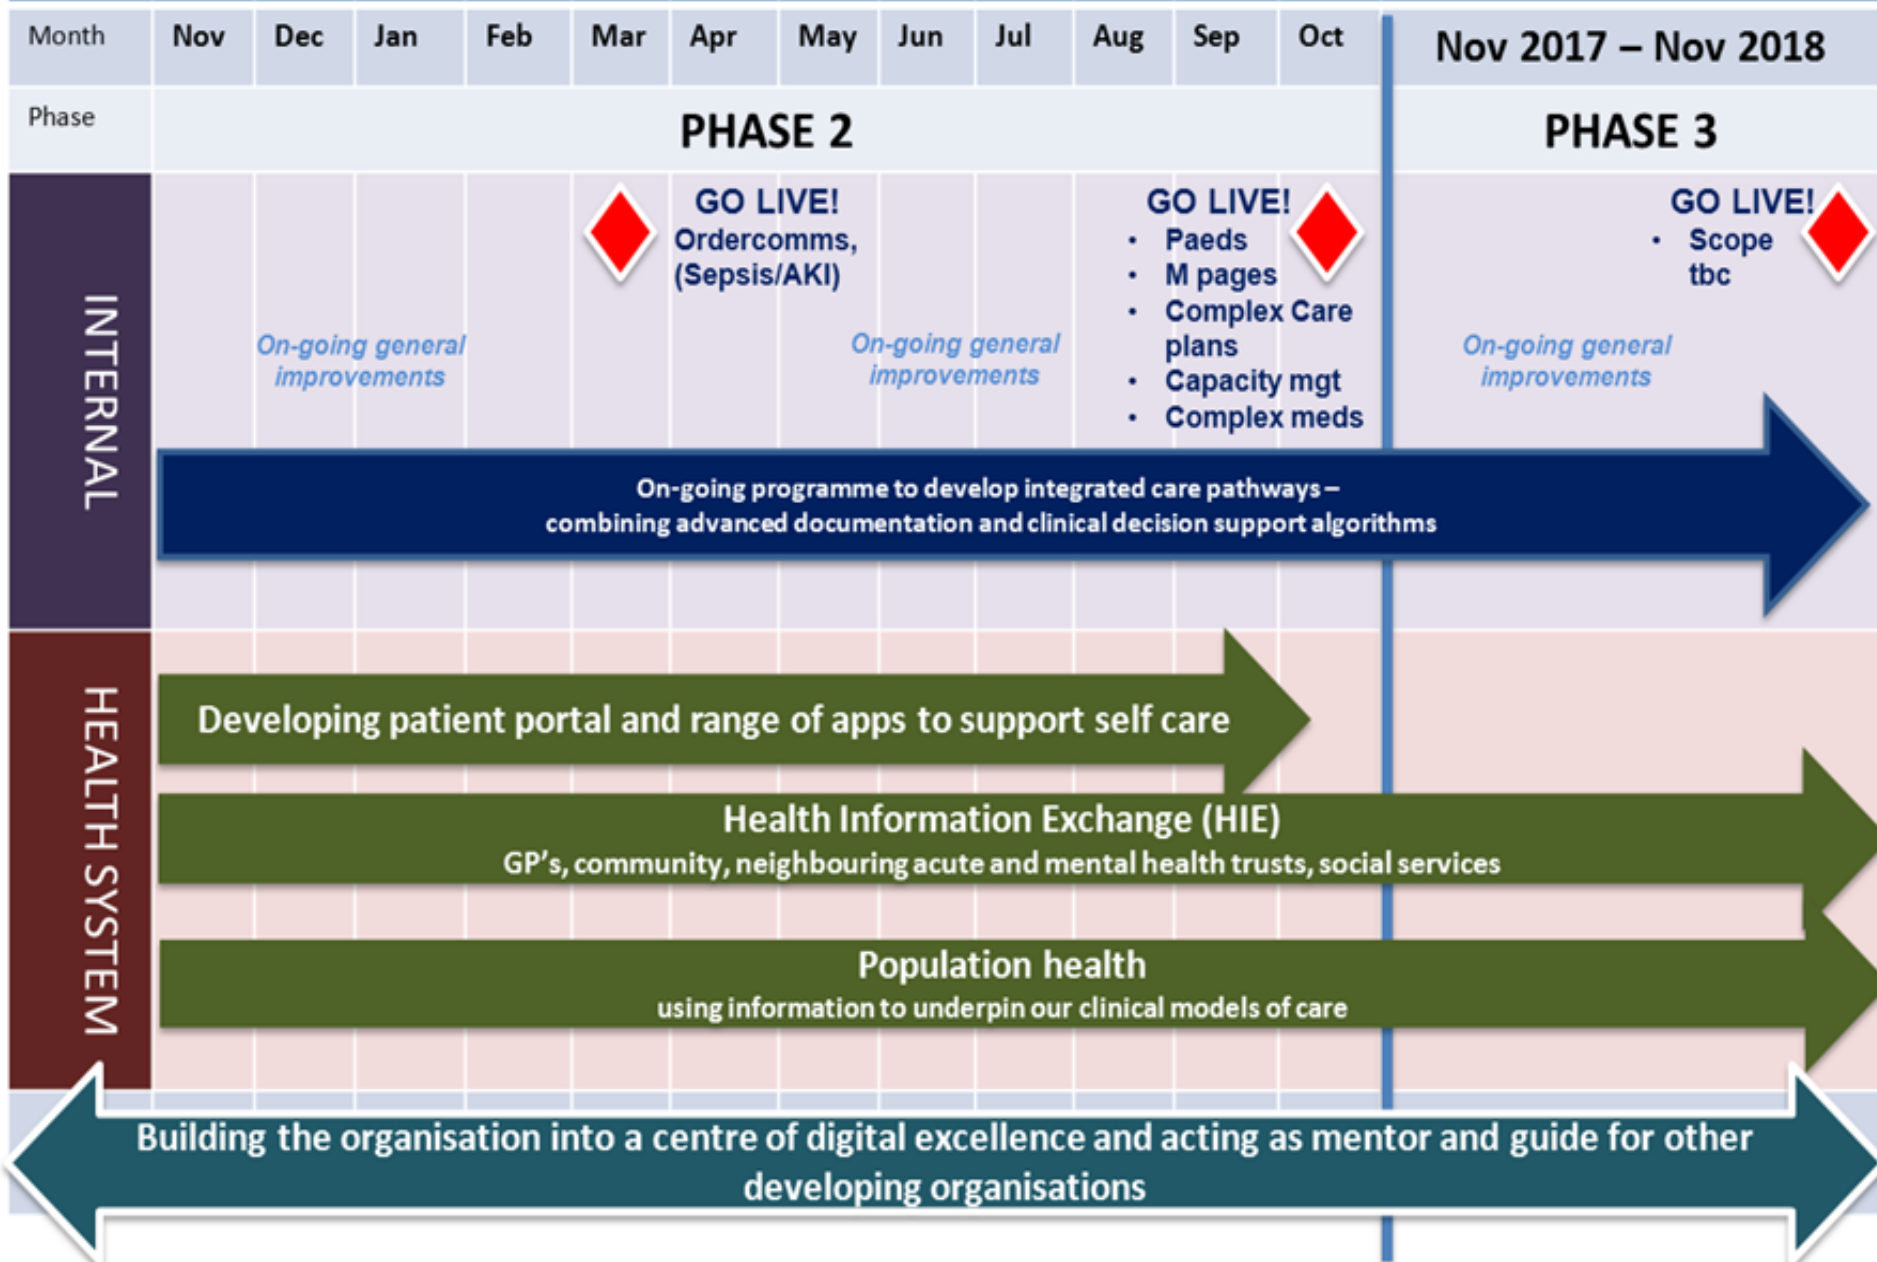 Month Nov Dec Jan Feb Mar Apr May Jun Jul Aug Sep Oct Nov 2017 – Nov 2018
Phase PHASE 2 PHASE 3
INTERNAL
GO LIVE!
Ordercomms,
(Sepsis/AKI)
GO LIVE!
• Paeds
• M pages
• Complex Care
plans
• Capacity mgt
• Complex meds
GO LIVE!
• Scope
tbc
On-going general
improvements
On-going general
improvements
On-going general
improvements
On-going programme to develop integrated care pathways –
combining advanced documentation and clinical decision support algorithms
HEALTH SYSTEM
Developing patient portal and range of apps to support self care
Health Information Exchange (HIE)
GP's, community, neighbouring acute and mental health trusts, social services
Population health
using information to underpin our clinical models of care
Building the organisation into a centre of digital excellence and acting as mentor and guide for other
developing organisations